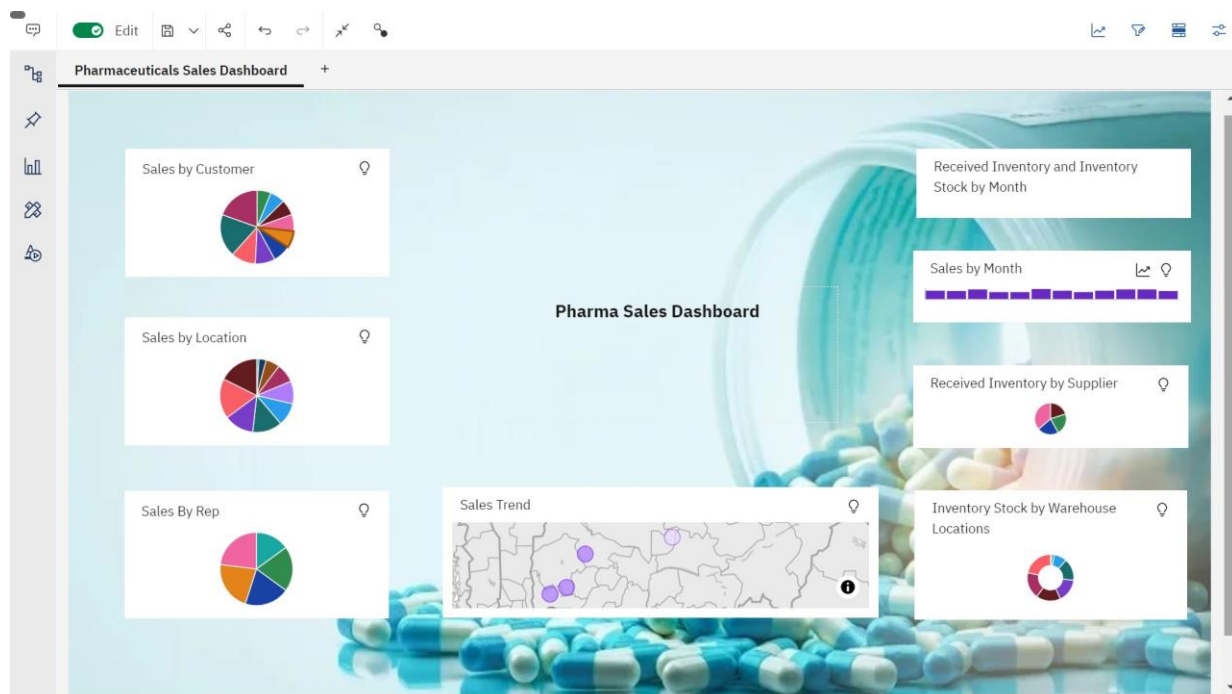 Edit
Pharmaceuticals Sales Dashboard
Sales by Customer
Received Inventory and Inventory
Stock by Month
Sales by Month
Pharma Sales Dashboard
Sales by Location
Received Inventory by Supplier
Sales By Rep
Sales Trend
Inventory Stock by Warehouse
Locations